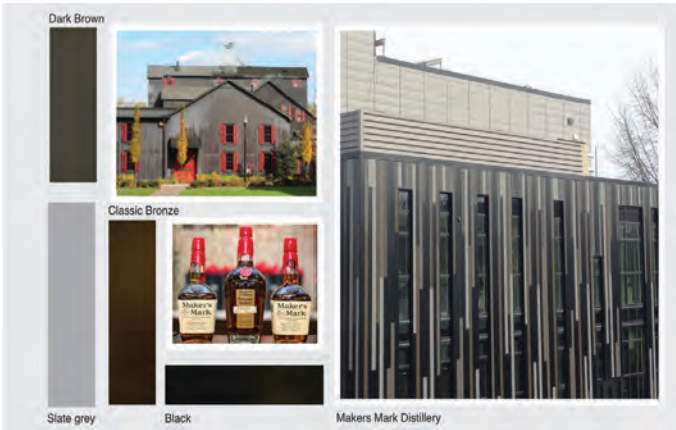 Dark Brown
Classic Bronze
Maker's
Mark
Maker's
Mark
Slate grey
Black
Makers Mark Distillery